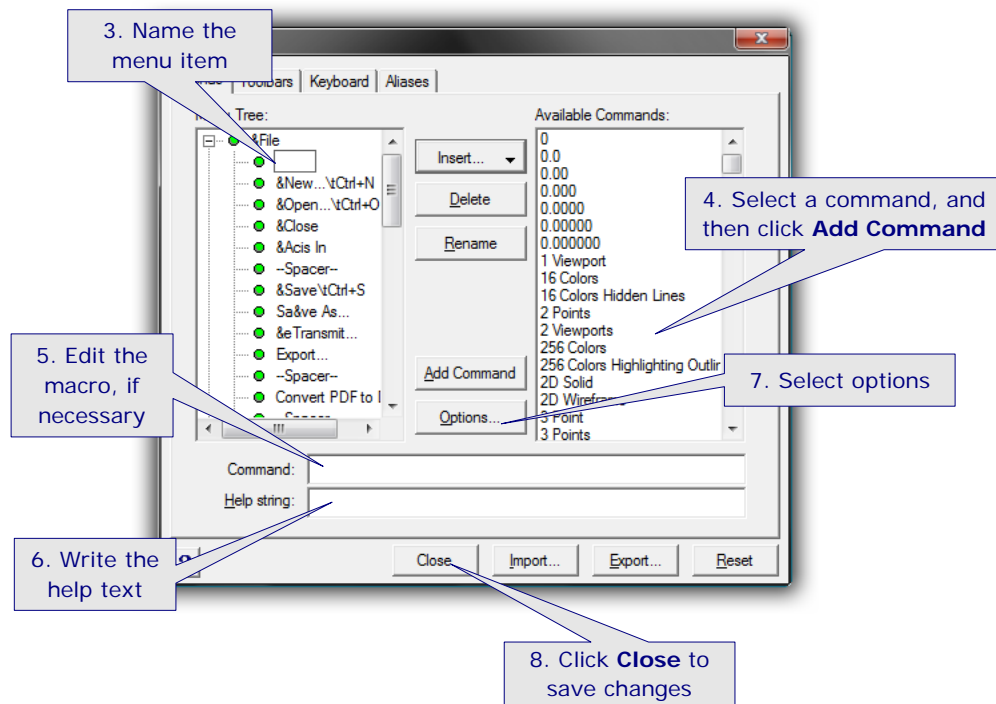 3. Name the
menu item
Toolbars
Keyboard
Aliases
Tree:
Available Commands:
&File
&New...\tCtrl+N
&Open...\tCtrl+O
&Close
&Acis In
--Spacer--
&Save\tCtrl+S
Sa&ve As...
&eTransmit...
Export...
--Spacer--
Convert PDF to
--Spacer--
Insert...
Delete
Rename
Add Command
Options...
0
0.0
0.00
0.000
0.0000
0.00000
0.000000
1 Viewport
16 Colors
16 Colors Hidden Lines
2 Points
2 Viewports
256 Colors
256 Colors Highlighting Outlin
2D Solid
2D Wireframe
3 Point
3 Points
4. Select a command, and
then click Add Command
5. Edit the
macro, if
necessary
7. Select options
Command:
Help string:
6. Write the
help text
Close
Import...
Export...
Reset
8. Click Close to
save changes